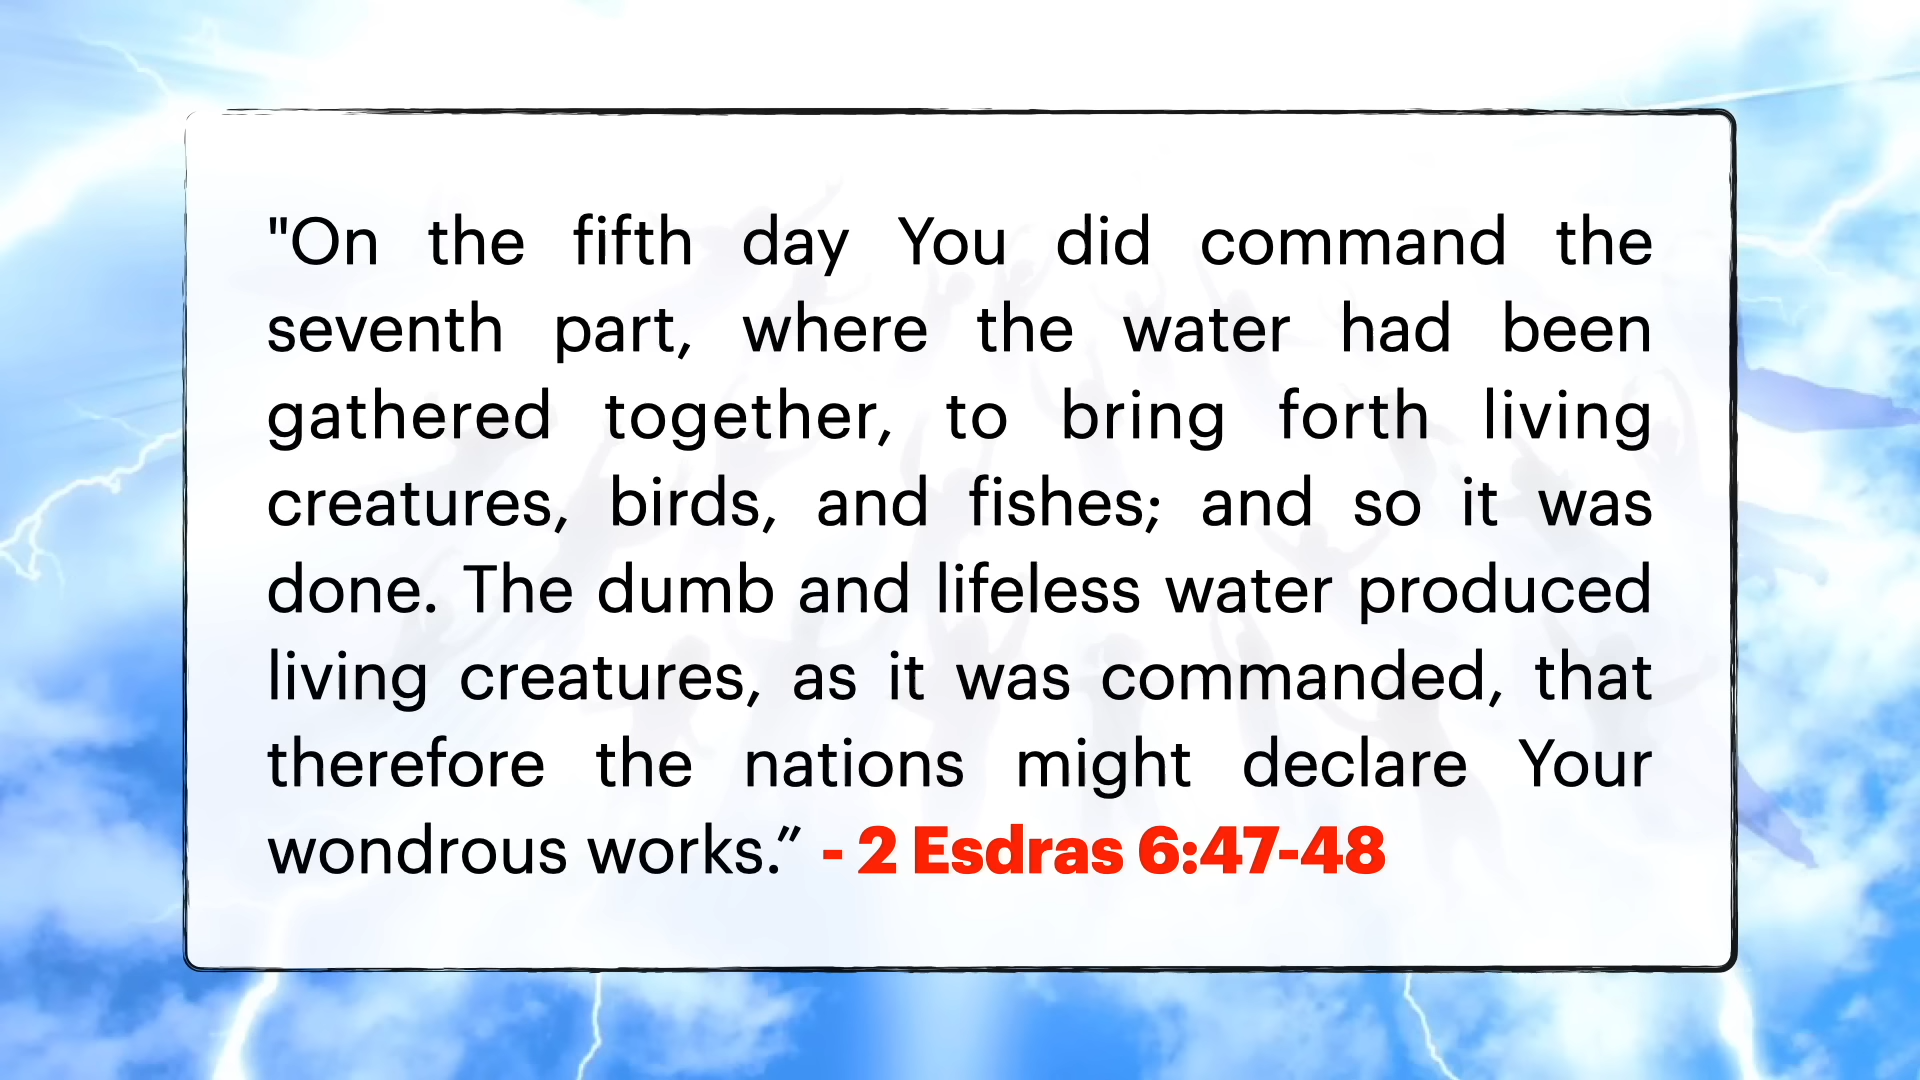 "On the fifth day You did command the
seventh part, where the water had been
gathered together, to bring forth living
creatures, birds, and fishes; and so it was
done. The dumb and lifeless water produced
living creatures, as it was commanded, that
therefore the nations might declare Your
wondrous works.” - 2 Esdras 6:47-48